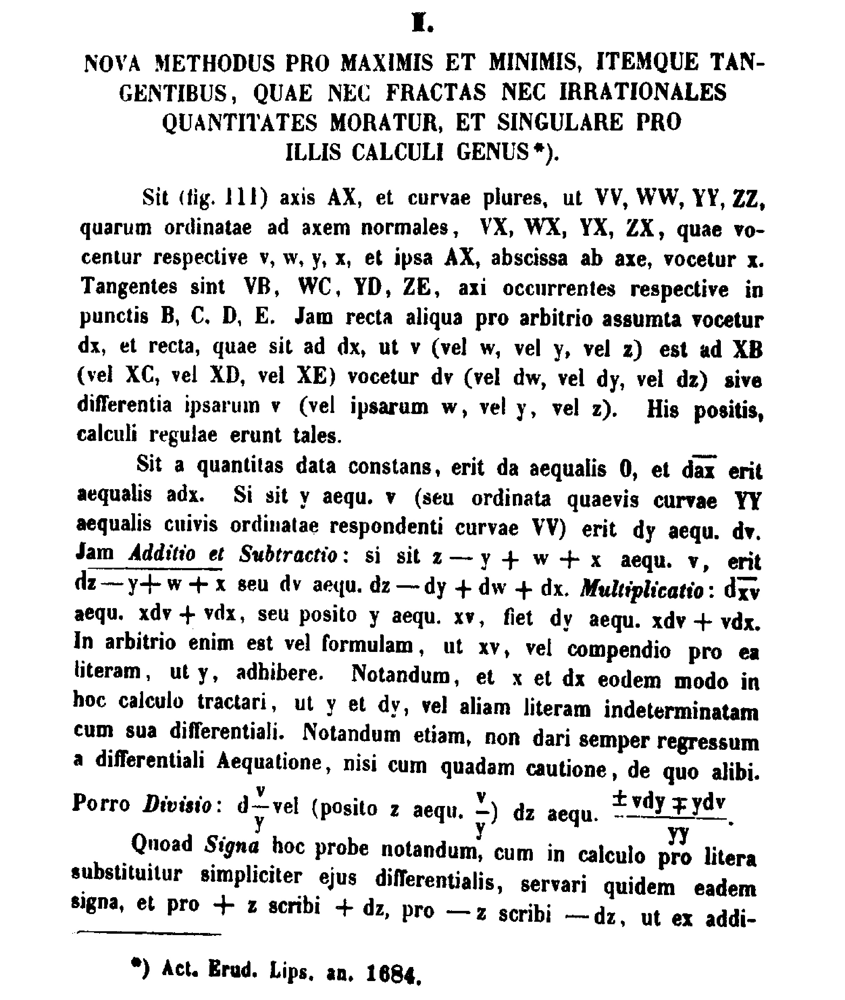 I.
NOVA METHODUS PRO MAXIMIS ET MINIMIS, ITEMQUE TAN-
GENTIBUS, QUAE NEC FRACTAS NEC IRRATIONALES
QUANTITATES MORATUR, ET SINGULARE PRO
ILLIS CALCULI GENUS*).
Sit (fig. 111) axis AX, et curvae plures, ut VV, WW, YY, ZZ,
quarum ordinatae ad axem normales, VX, WX, YX, ZX, quae vo-
centur respective v, w, y, x, et ipsa AX, abscissa ab axe, vocetur x.
Tangentes sint VB, WC, YD, ZE, axi occurrentes respective in
punctis B, C, D, E. Jam recta aliqua pro arbitrio assumta vocetur
dx, et recta, quae sit ad dx, ut v (vel w, vel y, vel z) est ad XB
(vel XC, vel XD, vel XE) vocetur dv (vel dw, vel dy, vel dz) sive
differentia ipsarum v (vel ipsarum w, vel y, vel z). His positis,
calculi regulae erunt tales.
Sit a quantitas data constans, erit da aequalis 0, et d\overline{ax} erit
aequalis adx. Si sit y aequ. v (seu ordinata quaevis curvae YY
aequalis cuivis ordinatae respondenti curvae VV) erit dy aequ. dv.
Jam Additio et Subtractio: si sit z — y + w + x aequ. v, erit
d\overline{z — y + w + x} seu dv aequ. dz — dy + dw + dx. Multiplicatio: d\overline{xv}
aequ. xdv + vdx, seu posito y aequ. xv, fiet dy aequ. xdv + vdx.
In arbitrio enim est vel formulam, ut xv, vel compendio pro ea
literam, ut y, adhibere. Notandum, et x et dx eodem modo in
hoc calculo tractari, ut y et dy, vel aliam literam indeterminatam
cum sua differentiali. Notandum etiam, non dari semper regressum
a differentiali Aequatione, nisi cum quadam cautione, de quo alibi.
Porro Divisio: d\frac{v}{y} vel (posito z aequ. \frac{v}{y}) dz aequ. \frac{± vdy ∓ ydv}{yy}.
Quoad Signa hoc probe notandum, cum in calculo pro litera
substituitur simpliciter ejus differentialis, servari quidem eadem
signa, et pro + z scribi + dz, pro — z scribi — dz, ut ex addi-
*) Act. Erud. Lips. an. 1684.